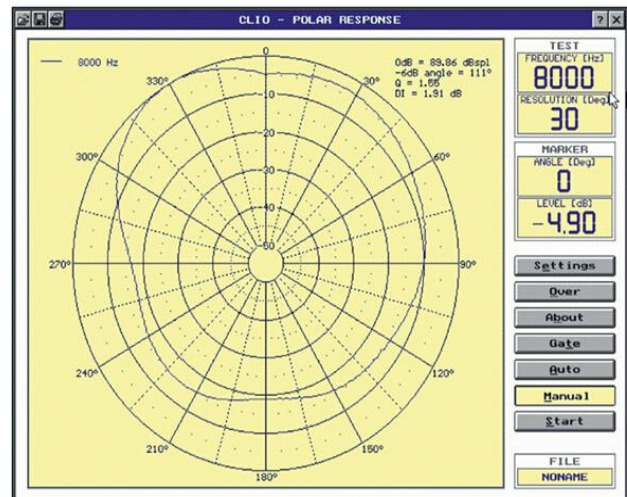 CLIO - POLAR RESPONSE
? ×
8000 Hz
0dB = 89.86 dBspl
-6dB angle = 111°
Q = 1.55
DI = 1.91 dB
0
30°
60°
90°
120°
150°
180°
210°
240°
270°
300°
330°
-10
-20
-30
-40
-50
TEST
FREQUENCY [Hz]
8000
RESOLUTION [Deg]
30
MARKER
ANGLE [Deg]
0
LEVEL [dB]
-4.90
Settings
Over
About
Gate
Auto
Manual
Start
FILE
NONAME